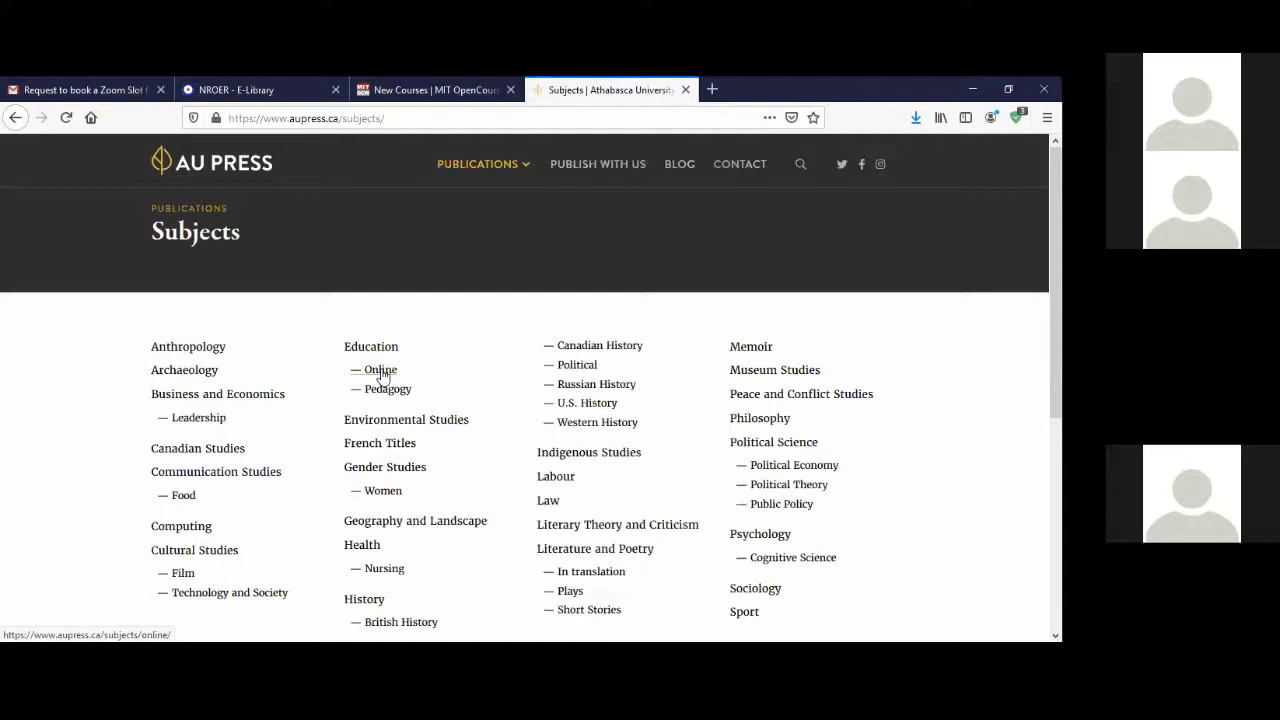 Request to book a Zoom Slot f
NROER - E-Library
New Courses | MIT OpenCours
Subjects | Athabasca University
https://www.aupress.ca/subjects/
3
AU PRESS
PUBLICATIONS
PUBLISH WITH US
BLOG
CONTACT
PUBLICATIONS
Subjects
Anthropology
Archaeology
Business and Economics
— Leadership
Canadian Studies
Communication Studies
— Food
Computing
Cultural Studies
— Film
— Technology and Society
Education
— Online
— Pedagogy
Environmental Studies
French Titles
Gender Studies
— Women
Geography and Landscape
Health
— Nursing
History
— British History
— Canadian History
— Political
— Russian History
— U.S. History
— Western History
Indigenous Studies
Labour
Law
Literary Theory and Criticism
Literature and Poetry
— In translation
— Plays
— Short Stories
Memoir
Museum Studies
Peace and Conflict Studies
Philosophy
Political Science
— Political Economy
— Political Theory
— Public Policy
Psychology
— Cognitive Science
Sociology
Sport
https://www.aupress.ca/subjects/online/